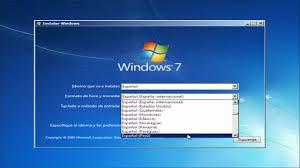 Instalar Windows
Windows 7
Idioma que va a instalar: Español
Formato de hora y moneda: Español (España, internacional)
Teclado o método de entrada:
Español (España, internacional)
Español (Estados Unidos)
Español (Guatemala)
Español (Honduras)
Español (México)
Español (Nicaragua)
Español (Panamá)
Español (Paraguay)
Español (Perú)
Especifique el idioma y las preferencias
Copyright © 2009 Microsoft Corporation.
Siguiente